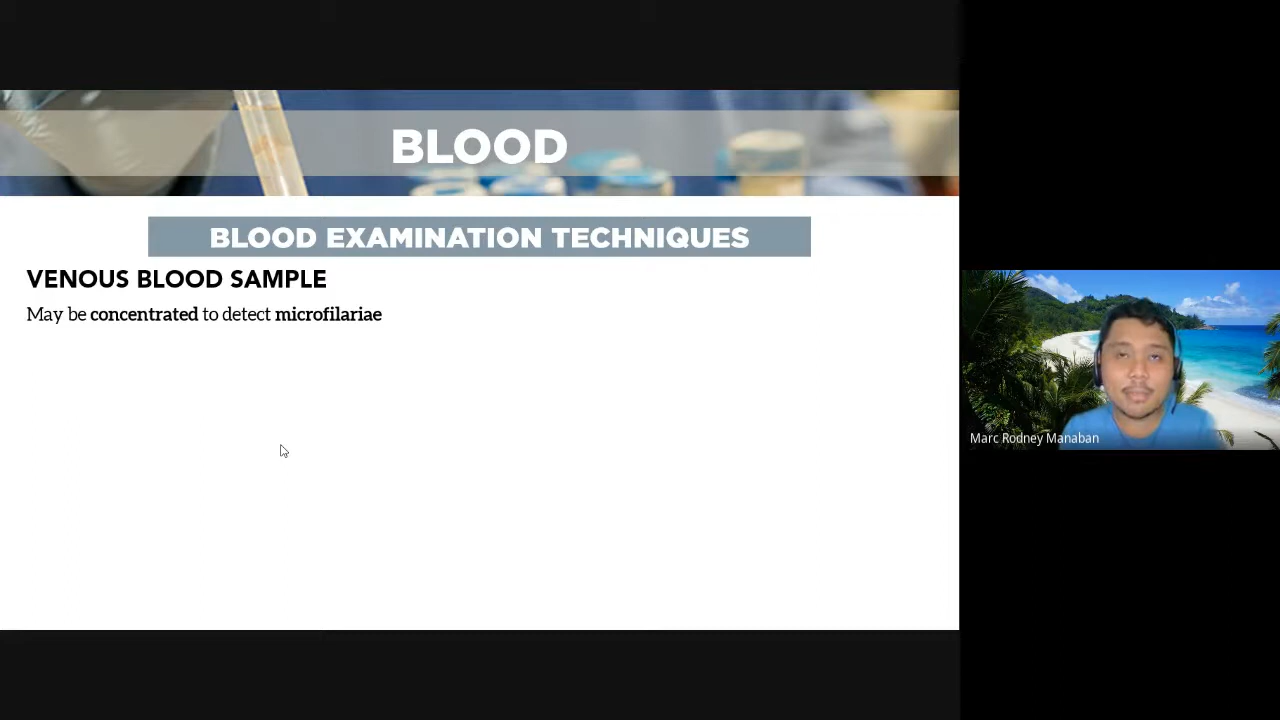 BLOOD
BLOOD EXAMINATION TECHNIQUES
VENOUS BLOOD SAMPLE
May be concentrated to detect microfilariae
Marc Rodney Manaban